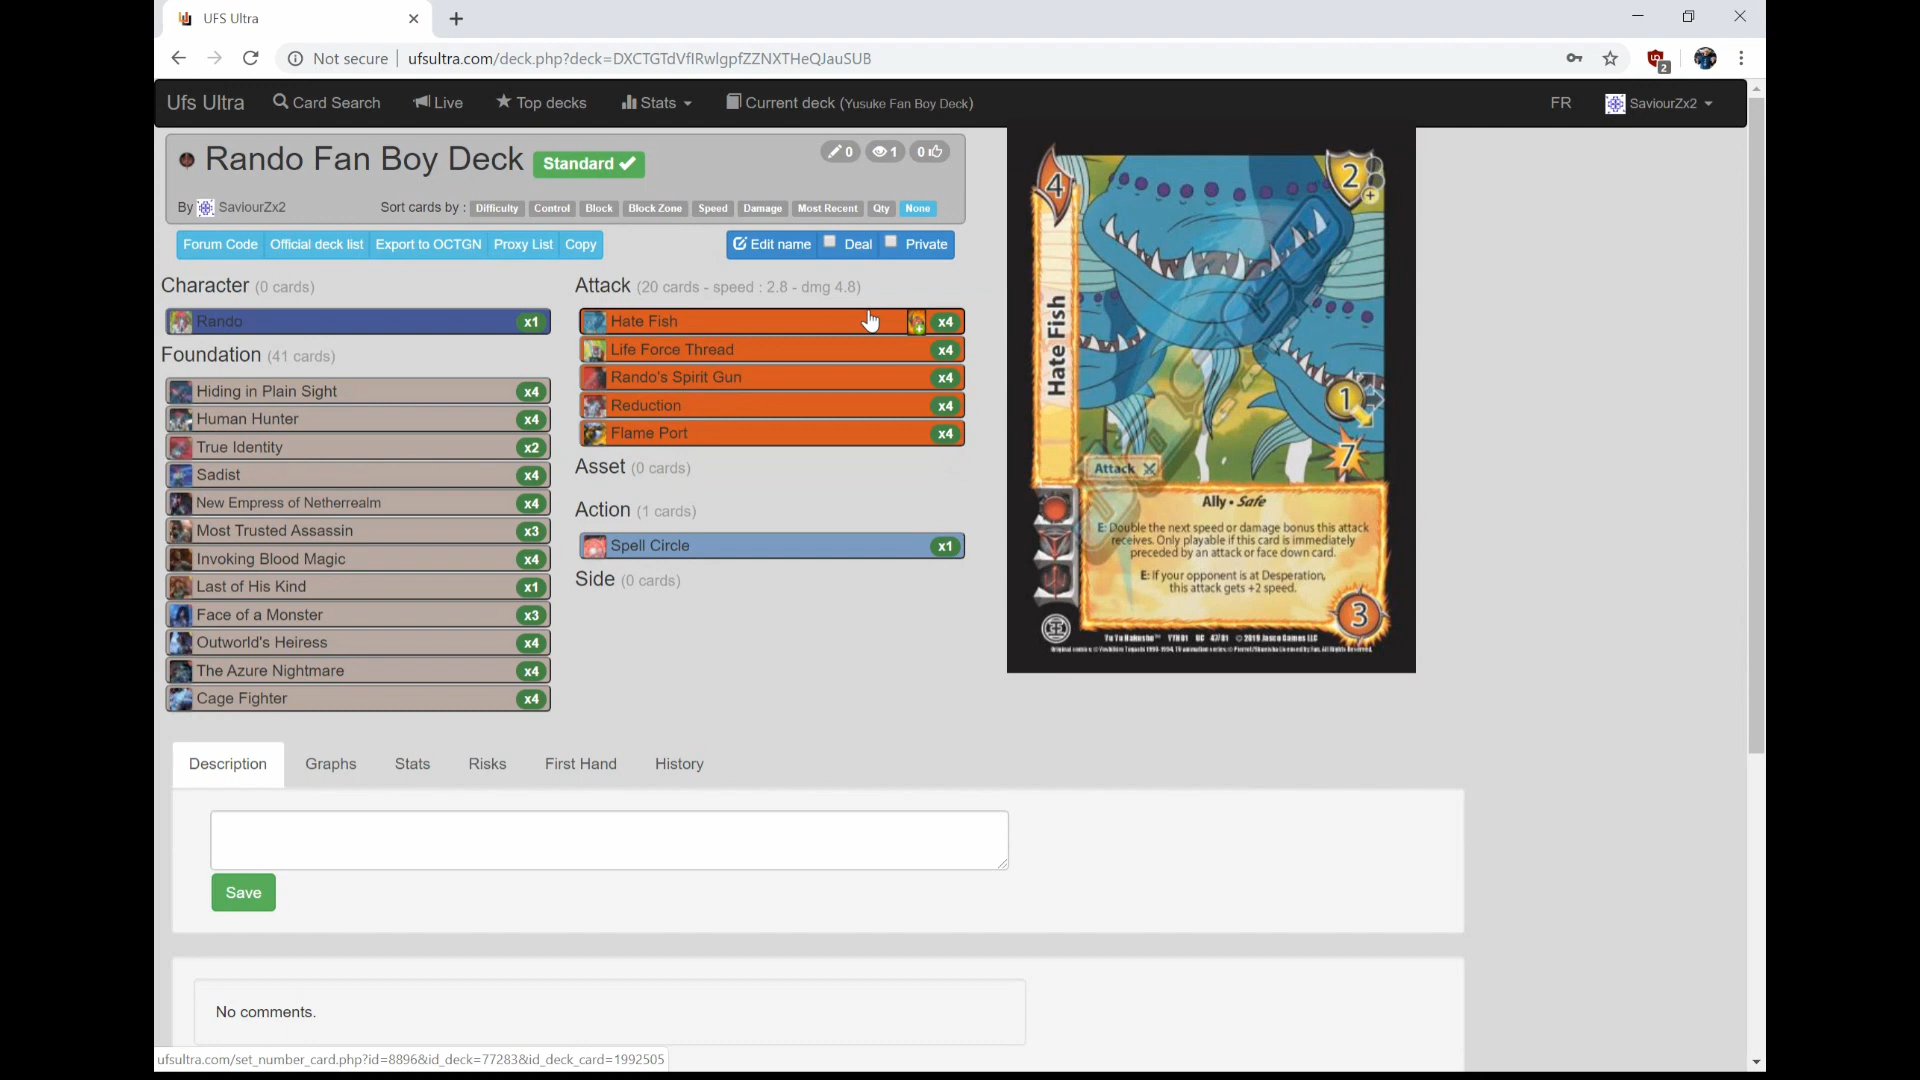 UFS Ultra
Not secure
ufsultra.com/deck.php?deck=DXCTGTdVfIRwlgpfZZNXTHeQJauSUB
2
Ufs Ultra
Card Search
Live
Top decks
Stats
Current deck (Yusuke Fan Boy Deck)
FR
SaviourZx2
Rando Fan Boy Deck
Standard
0
1
0
By SaviourZx2
Sort cards by :
Difficulty
Control
Block
Block Zone
Speed
Damage
Most Recent
Qty
None
Forum Code
Official deck list
Export to OCTGN
Proxy List
Copy
Edit name
Deal
Private
Character (0 cards)
Rando x1
Foundation (41 cards)
Hiding in Plain Sight x4
Human Hunter x4
True Identity x2
Sadist x4
New Empress of Netherrealm x4
Most Trusted Assassin x3
Invoking Blood Magic x4
Last of His Kind x1
Face of a Monster x3
Outworld's Heiress x4
The Azure Nightmare x4
Cage Fighter x4
Attack (20 cards - speed : 2.8 - dmg 4.8)
Hate Fish x4
Life Force Thread x4
Rando's Spirit Gun x4
Reduction x4
Flame Port x4
Asset (0 cards)
Action (1 cards)
Spell Circle x1
Side (0 cards)
4
2
+
Hate Fish
1
7
Attack
Ally • Safe
E: Double the next speed or damage bonus this attack
receives. Only playable if this card is immediately
preceded by an attack or face down card.
E: If your opponent is at Desperation,
this attack gets +2 speed.
3
Description
Graphs
Stats
Risks
First Hand
History
Save
No comments.
ufsultra.com/set_number_card.php?id=8896&id_deck=77283&id_deck_card=1992505